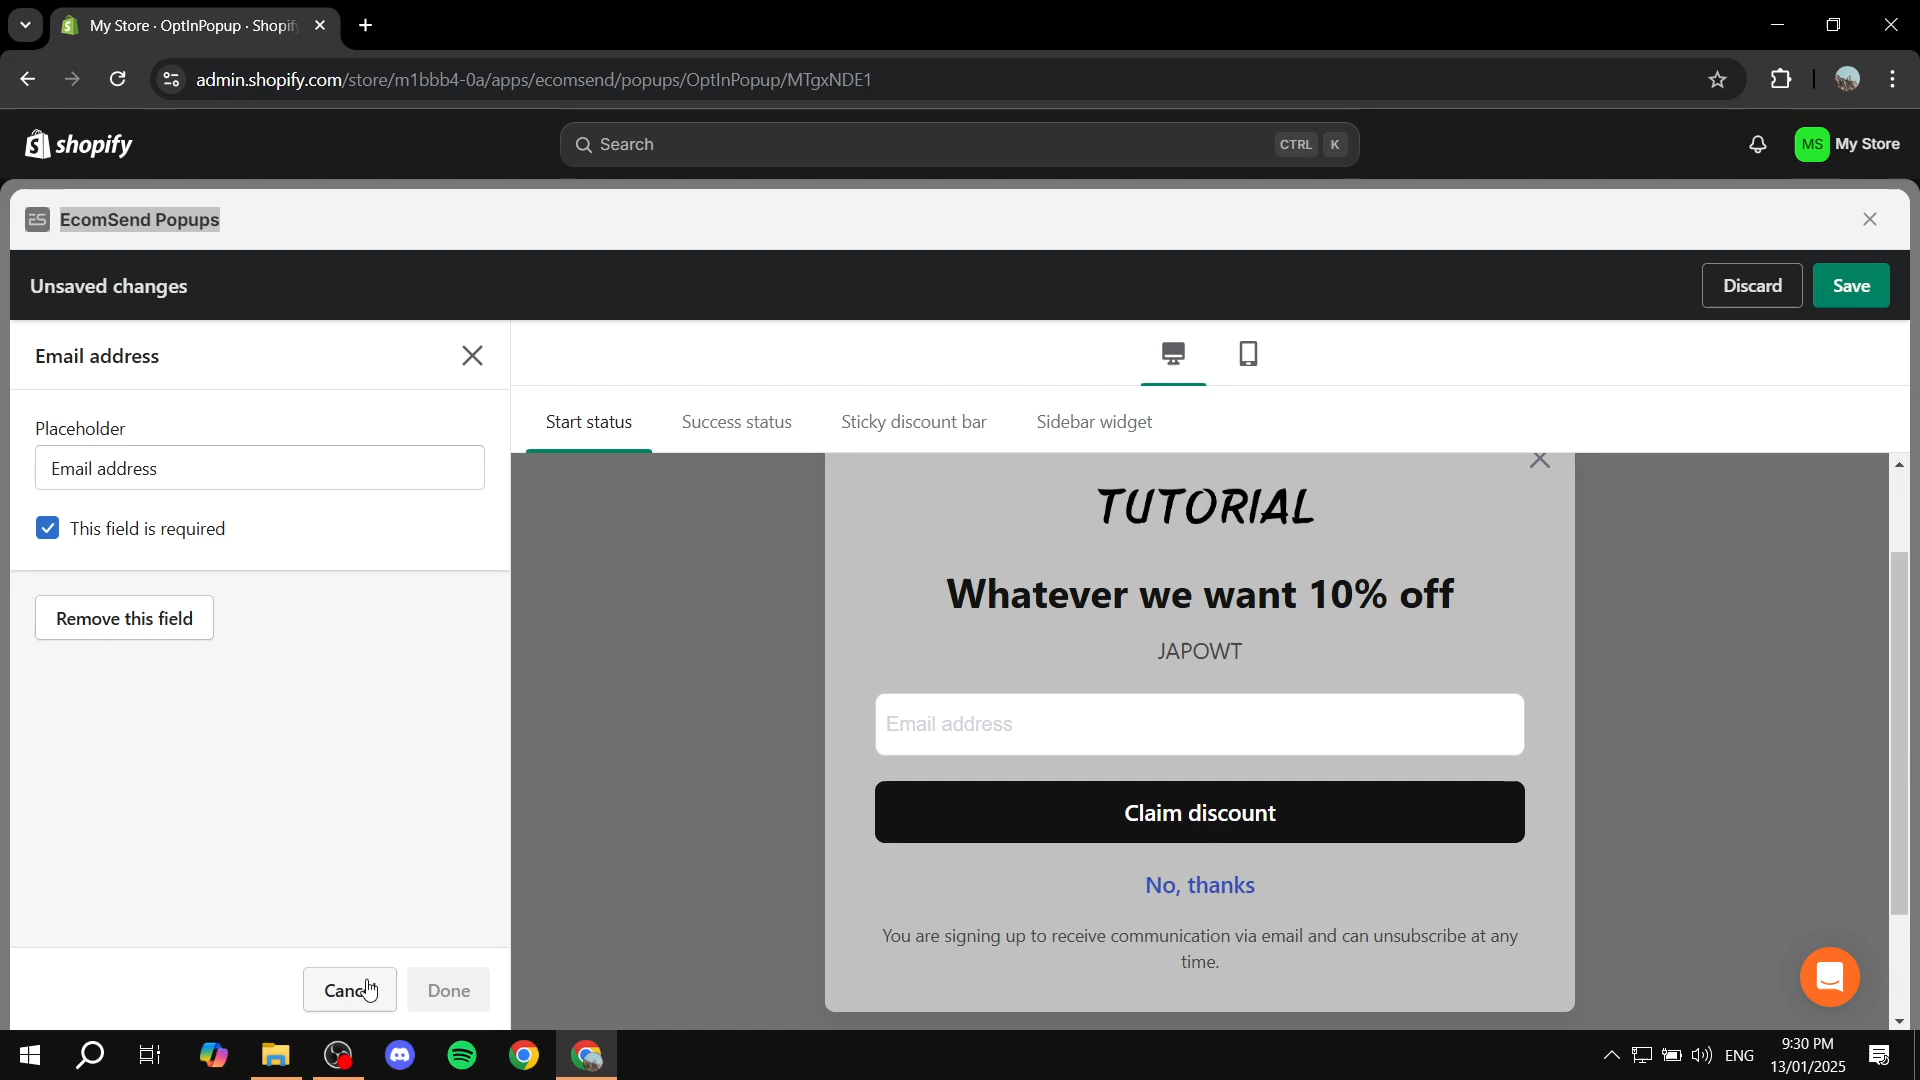 My Store · OptInPopup · Shopif
admin.shopify.com/store/m1bbb4-0a/apps/ecomsend/popups/OptInPopup/MTgxNDE1
shopify
Search
CTRL K
MS My Store
ES EcomSend Popups
Unsaved changes
Discard
Save
Email address
Placeholder
Email address
This field is required
Remove this field
Cancel
Done
Start status
Success status
Sticky discount bar
Sidebar widget
TUTORIAL
Whatever we want 10% off
JAPOWT
Email address
Claim discount
No, thanks
You are signing up to receive communication via email and can unsubscribe at any
time.
ENG
9:30 PM
13/01/2025